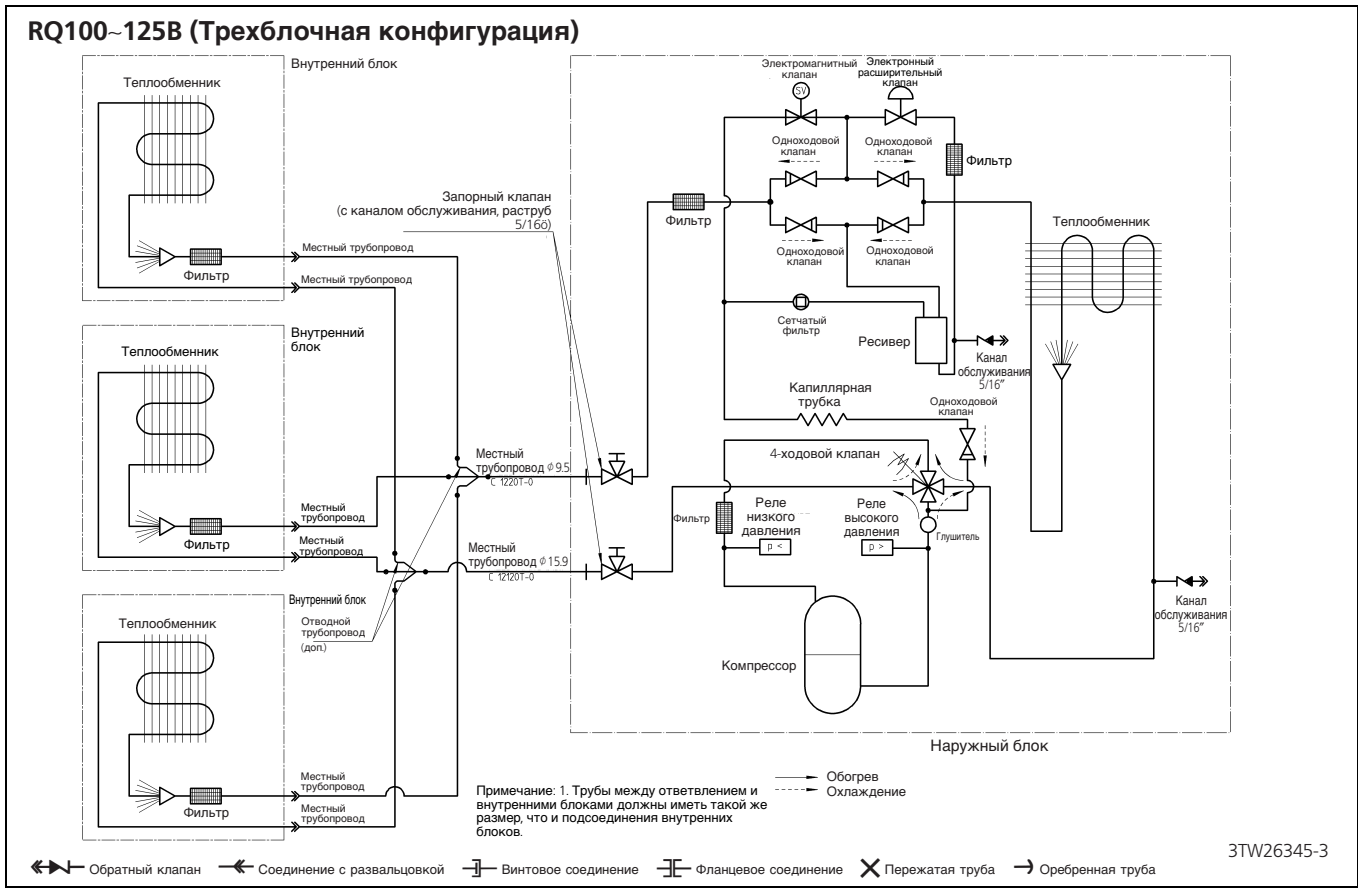 RQ100~125B (Трехблочная конфигурация)
Внутренний блок
Теплообменник
Фильтр
Местный трубопровод
Местный трубопровод
Внутренний
блок
Теплообменник
Фильтр
Местный
трубопровод
Местный
трубопровод
Внутренний блок
Теплообменник
Фильтр
Местный
трубопровод
Местный
трубопровод
Отводной
трубопровод
(доп.)
Запорный клапан
(с каналом обслуживания, раструб
5/16ö)
Местный
трубопровод ϕ9.5
C 1220T-0
Местный
трубопровод ϕ15.9
C 12120T-0
Электромагнитный
клапан
SV
Электронный
расширительный
клапан
Одноходовой
клапан
Одноходовой
клапан
Фильтр
Фильтр
Одноходовой
клапан
Одноходовой
клапан
Теплообменник
Сетчатый
фильтр
Ресивер
Канал
обслуживания
5/16″
Капиллярная
трубка
Одноходовой
клапан
4-ходовой клапан
Фильтр
Реле
низкого
давления
p <
Реле
высокого
давления
p >
Глушитель
Компрессор
Канал
обслуживания
5/16″
Наружный блок
Примечание: 1. Трубы между ответвлением и
внутренними блоками должны иметь такой же
размер, что и подсоединения внутренних
блоков.
Обогрев
Охлаждение
3TW26345-3
Обратный клапан
Соединение с развальцовкой
Винтовое соединение
Фланцевое соединение
Пережатая труба
Оребренная труба